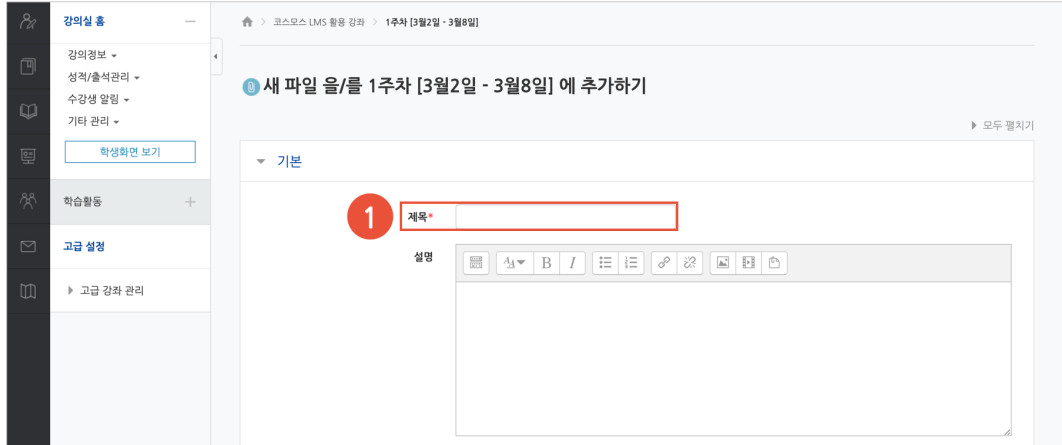 강의실 홈
강의정보
성적/출석관리
수강생 알림
기타 관리
학생화면 보기
학습활동
고급 설정
고급 강좌 관리
코스모스 LMS 활용 강좌 > 1주차 [3월2일 - 3월8일]
새 파일 을/를 1주차 [3월2일 - 3월8일] 에 추가하기
모두 펼치기
기본
1 제목*
설명
B I